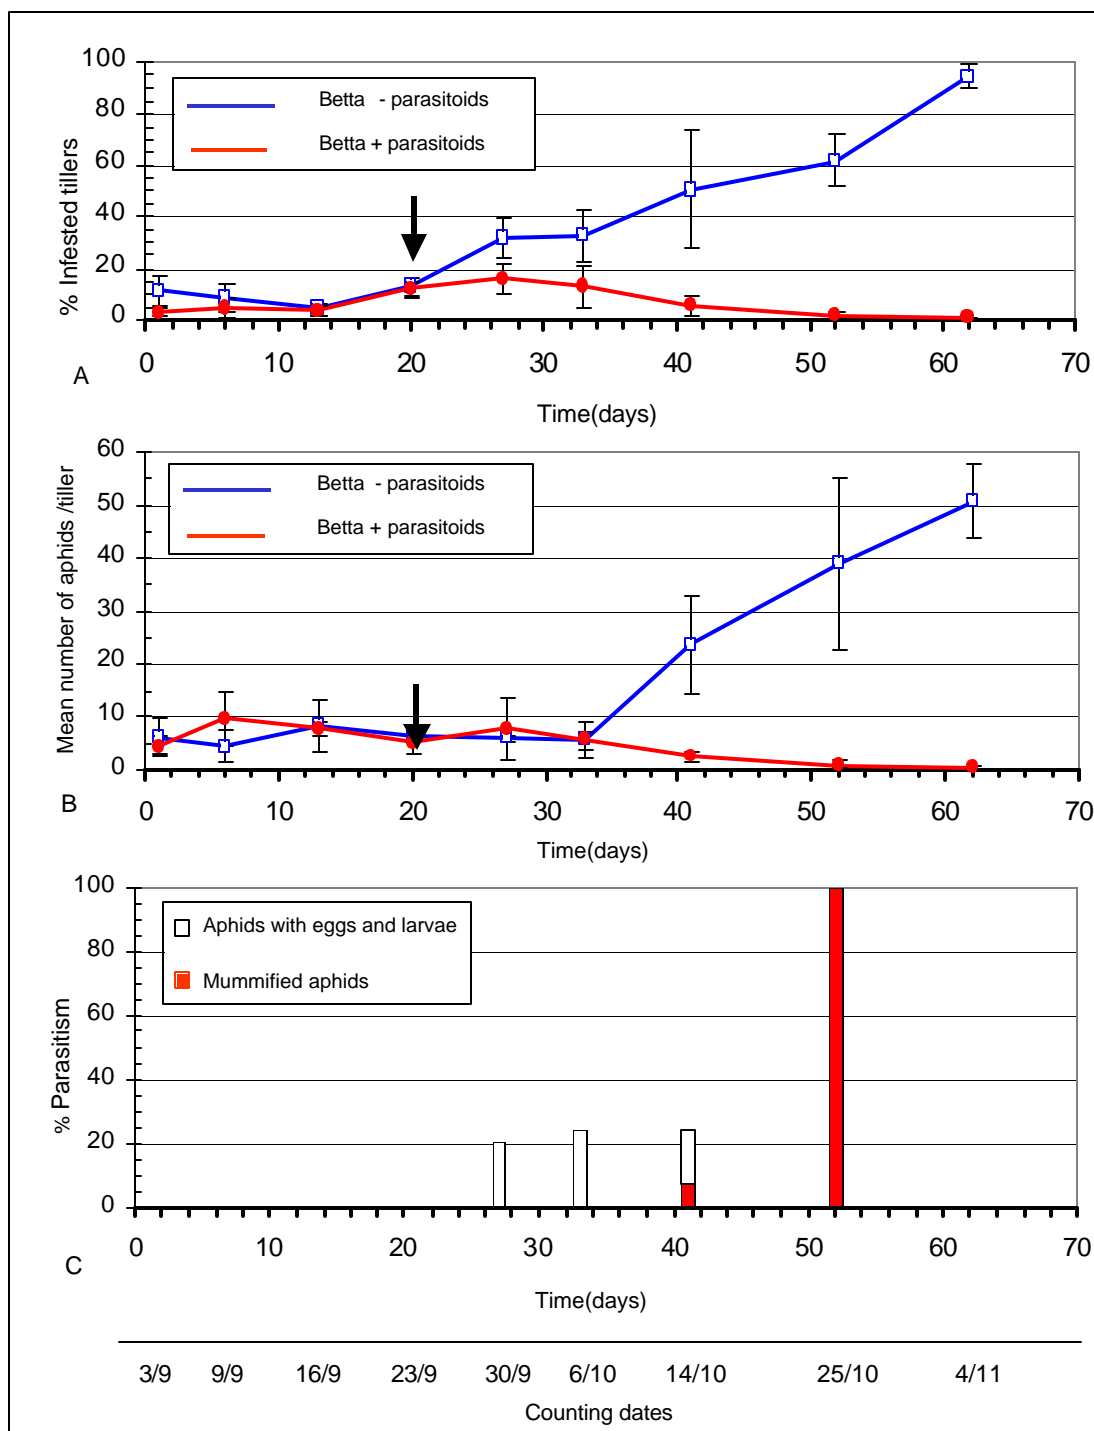 100
80
60
40
20
0
% Infested tillers
Betta - parasitoids
Betta + parasitoids
0 10 20 30 40 50 60 70
A
Time(days)
60
50
40
30
20
10
0
Mean number of aphids /tiller
Betta - parasitoids
Betta + parasitoids
0 10 20 30 40 50 60 70
B
Time(days)
100
80
60
40
20
0
% Parasitism
Aphids with eggs and larvae
Mummified aphids
0 10 20 30 40 50 60 70
C
Time(days)
3/9 9/9 16/9 23/9 30/9 6/10 14/10 25/10 4/11
Counting dates